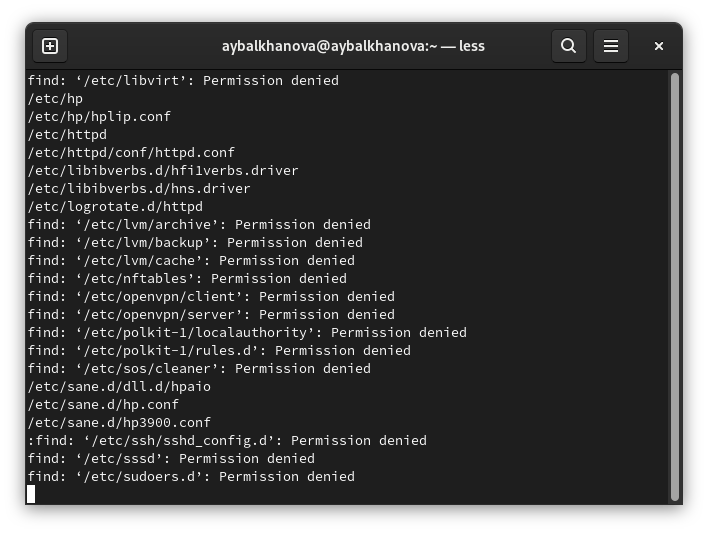 aybalkhanova@aybalkhanova:~ — less
find: ‘/etc/libvirt’: Permission denied
/etc/hp
/etc/hp/hplip.conf
/etc/httpd
/etc/httpd/conf/httpd.conf
/etc/libibverbs.d/hfi1verbs.driver
/etc/libibverbs.d/hns.driver
/etc/logrotate.d/httpd
find: ‘/etc/lvm/archive’: Permission denied
find: ‘/etc/lvm/backup’: Permission denied
find: ‘/etc/lvm/cache’: Permission denied
find: ‘/etc/nftables’: Permission denied
find: ‘/etc/openvpn/client’: Permission denied
find: ‘/etc/openvpn/server’: Permission denied
find: ‘/etc/polkit-1/localauthority’: Permission denied
find: ‘/etc/polkit-1/rules.d’: Permission denied
find: ‘/etc/sos/cleaner’: Permission denied
/etc/sane.d/dll.d/hpaio
/etc/sane.d/hp.conf
/etc/sane.d/hp3900.conf
:find: ‘/etc/ssh/sshd_config.d’: Permission denied
find: ‘/etc/sssd’: Permission denied
find: ‘/etc/sudoers.d’: Permission denied